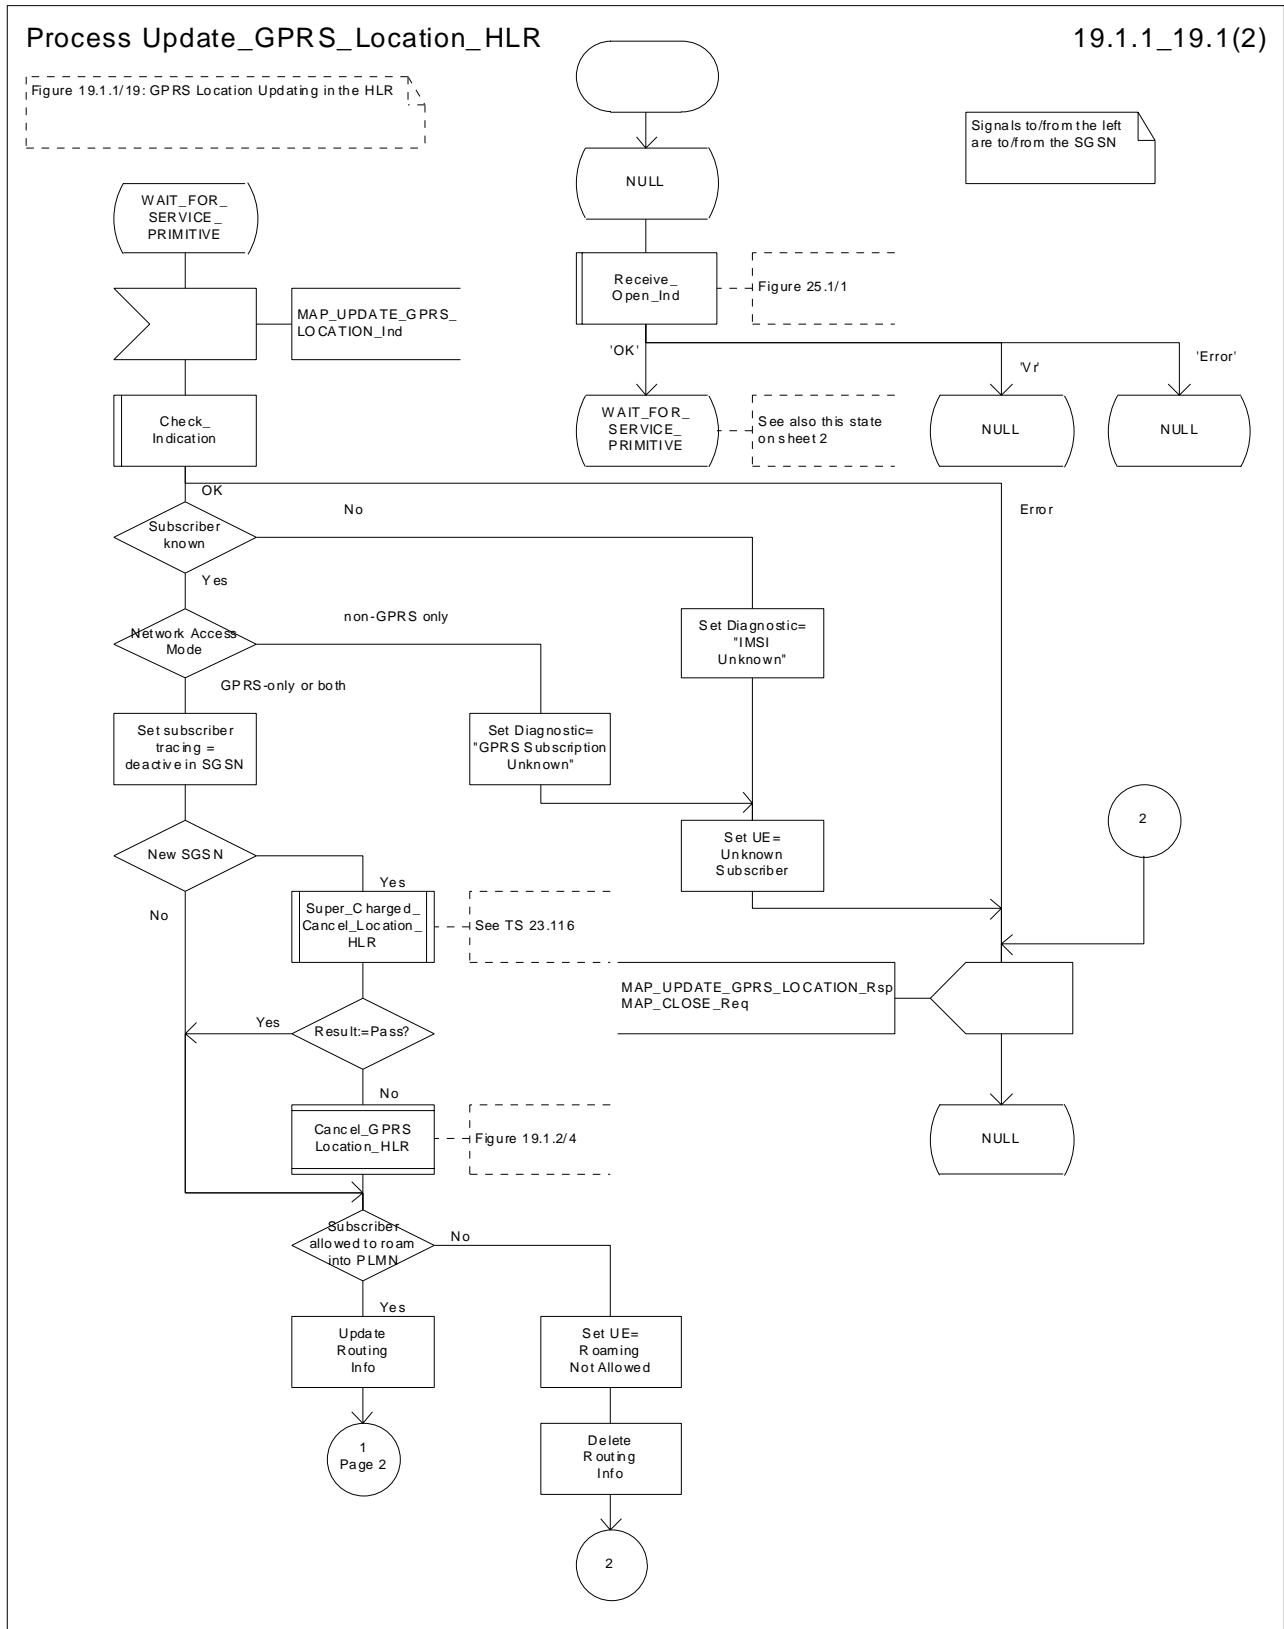 Process Update_GPRS_Location_HLR
19.1.1_19.1(2)
Figure 19.1.1/19: GPRS Location Updating in the HLR
Signals to/from the left
are to/from the SGSN
NULL
WAIT_FOR_
SERVICE_
PRIMITIVE
Receive_
Open_Ind
Figure 25.1/1
MAP_UPDATE_GPRS_
LOCATION_Ind
'OK'
'Vr'
'Error'
Check_
Indication
WAIT_FOR_
SERVICE_
PRIMITIVE
See also this state
on sheet 2
NULL
NULL
OK
No
Error
Subscriber
known
Yes
non-GPRS only
Network Access
Mode
Set Diagnostic=
"IMSI
Unknown"
GPRS-only or both
Set subscriber
tracing =
deactive in SGSN
Set Diagnostic=
"GPRS Subscription
Unknown"
2
New SGSN
Set UE=
Unknown
Subscriber
Yes
No
Super_Charged_
Cancel_Location_
HLR
See TS 23.116
MAP_UPDATE_GPRS_LOCATION_Rsp
MAP_CLOSE_Req
Yes
Result:=Pass?
No
Cancel_GPRS
Location_HLR
Figure 19.1.2/4
NULL
Subscriber
allowed to roam
into PLMN
No
Yes
Update
Routing
Info
Set UE=
Roaming
Not Allowed
1
Page 2
Delete
Routing
Info
2